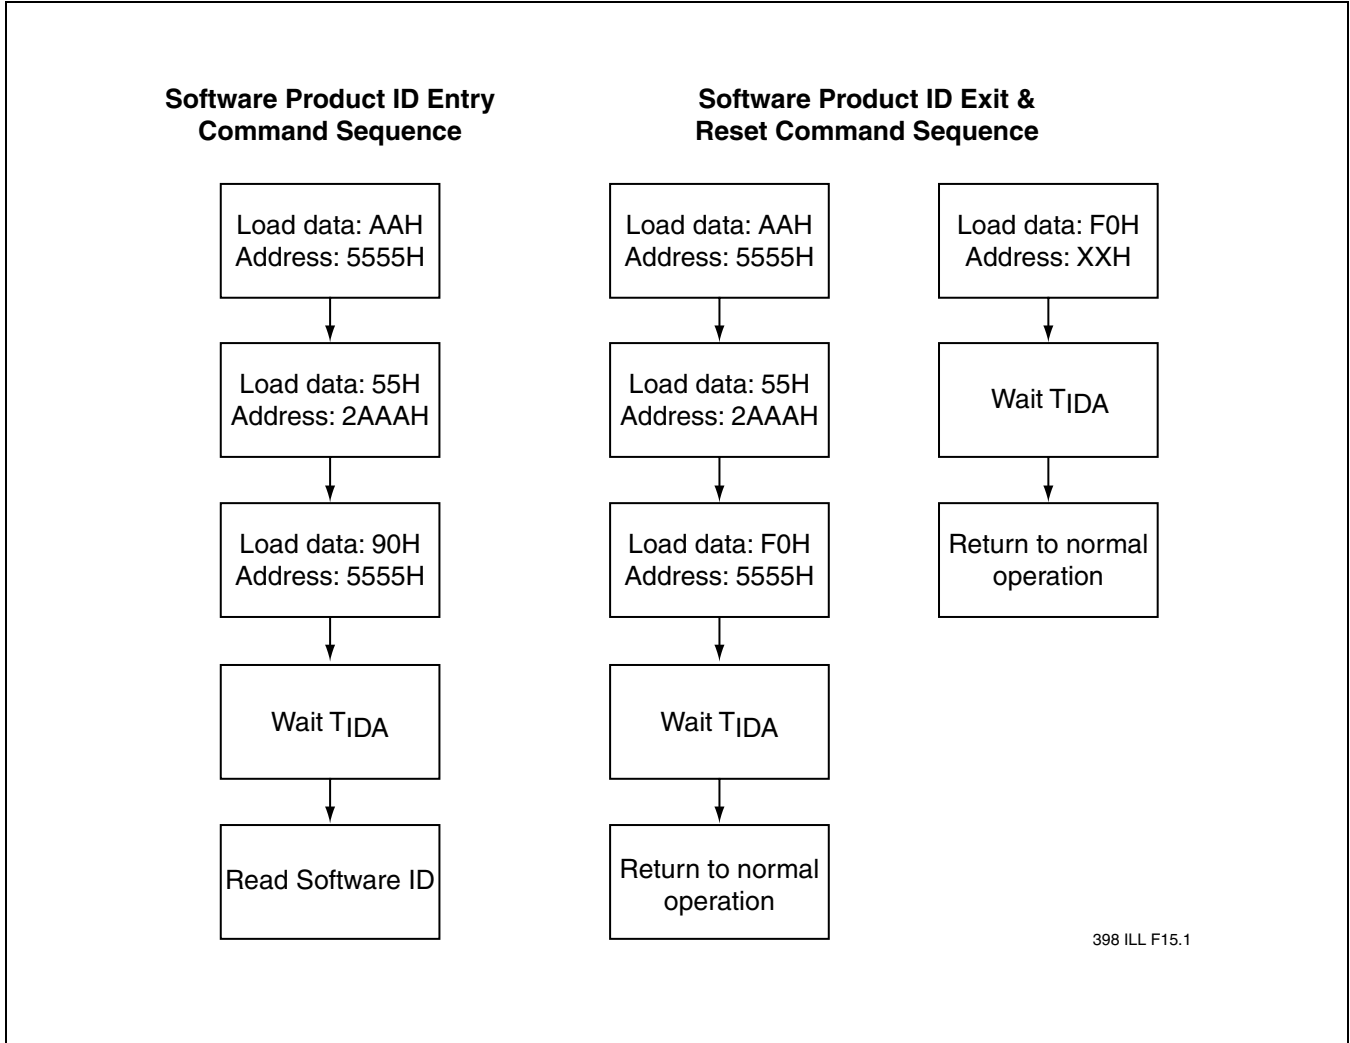 Software Product ID Entry
Command Sequence
Load data: AAH
Address: 5555H
Load data: 55H
Address: 2AAAH
Load data: 90H
Address: 5555H
Wait TIDA
Read Software ID
Software Product ID Exit &
Reset Command Sequence
Load data: AAH
Address: 5555H
Load data: 55H
Address: 2AAAH
Load data: F0H
Address: 5555H
Wait TIDA
Return to normal
operation
Load data: F0H
Address: XXH
Wait TIDA
Return to normal
operation
398 ILL F15.1